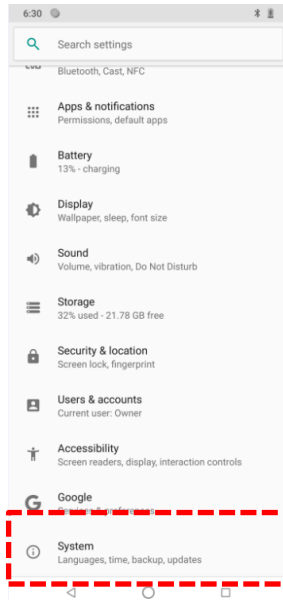 6:30
Search settings
Bluetooth, Cast, NFC
Apps & notifications
Permissions, default apps
Battery
13% - charging
Display
Wallpaper, sleep, font size
Sound
Volume, vibration, Do Not Disturb
Storage
32% used - 21.78 GB free
Security & location
Screen lock, fingerprint
Users & accounts
Current user: Owner
Accessibility
Screen readers, display, interaction controls
Google
Services & preferences
System
Languages, time, backup, updates